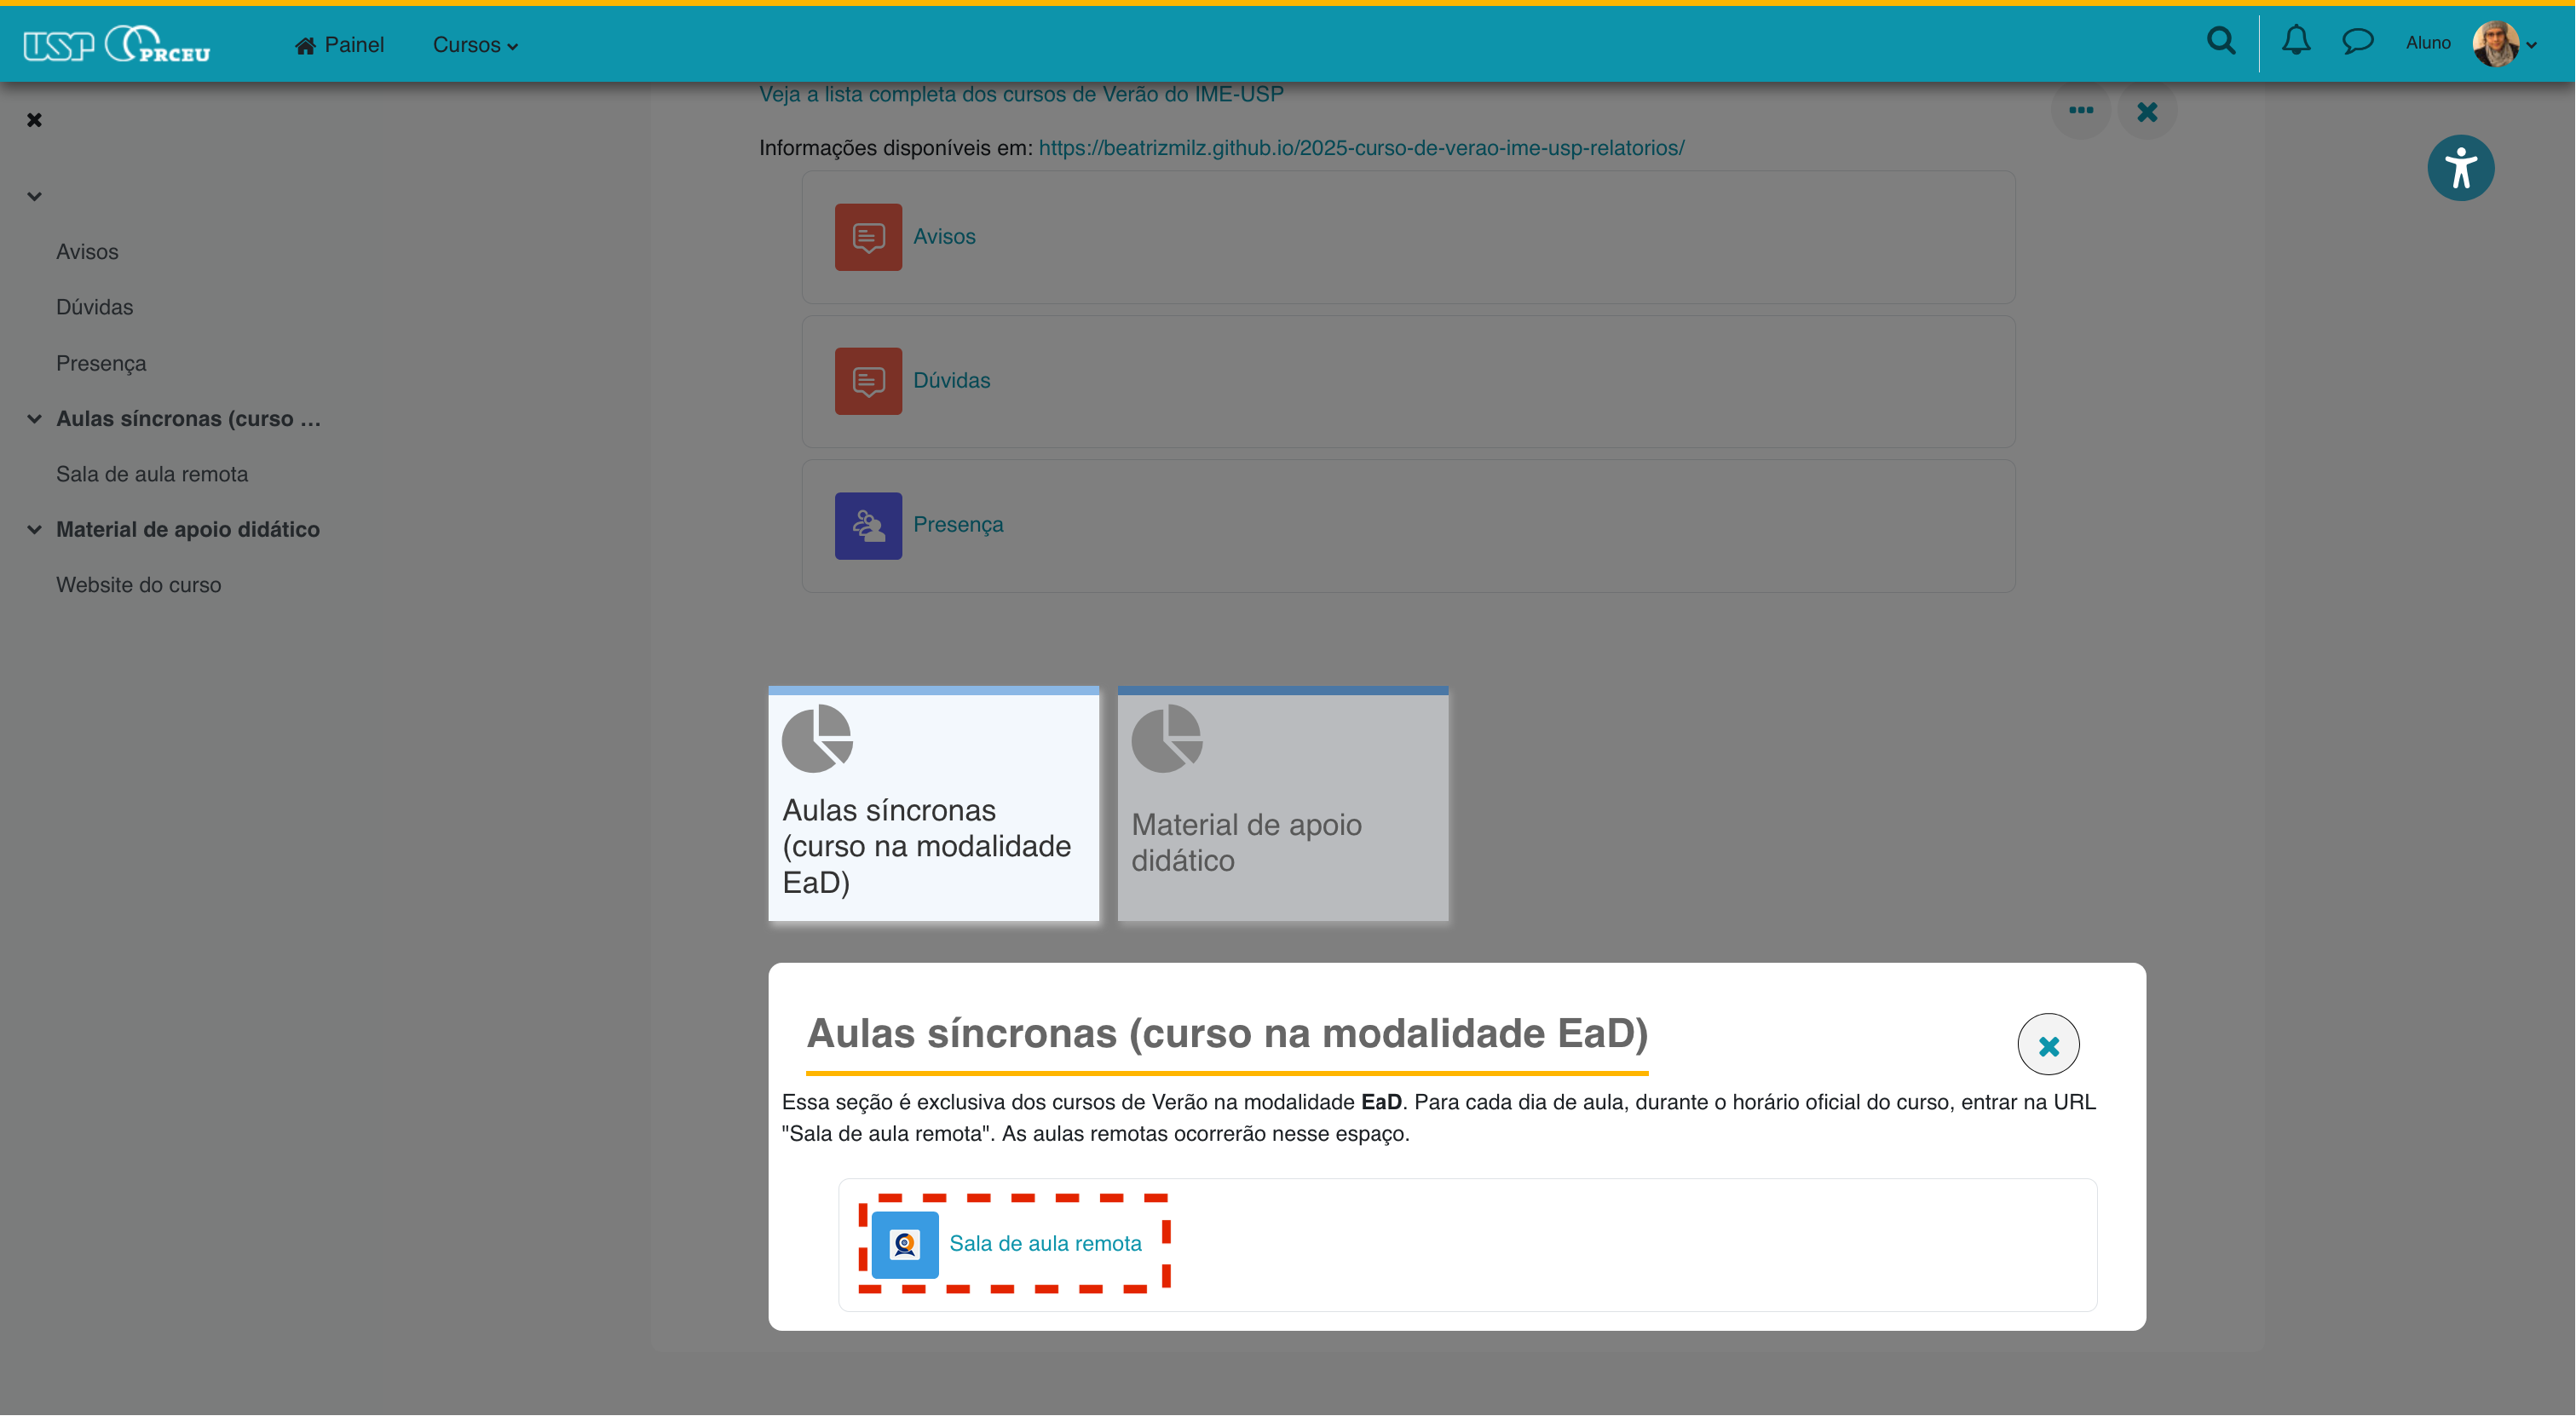 USP PRCEU
Painel
Cursos
Aluno
Veja a lista completa dos cursos de Verão do IME-USP
Informações disponíveis em: https://beatrizmilz.github.io/2025-curso-de-verao-ime-usp-relatorios/
Avisos
Dúvidas
Presença
Aulas síncronas (curso ...
Sala de aula remota
Material de apoio didático
Website do curso
Avisos
Dúvidas
Presença
Aulas síncronas
(curso na modalidade
EaD)
Material de apoio
didático
Aulas síncronas (curso na modalidade EaD)
Essa seção é exclusiva dos cursos de Verão na modalidade EaD. Para cada dia de aula, durante o horário oficial do curso, entrar na URL
"Sala de aula remota". As aulas remotas ocorrerão nesse espaço.
Sala de aula remota